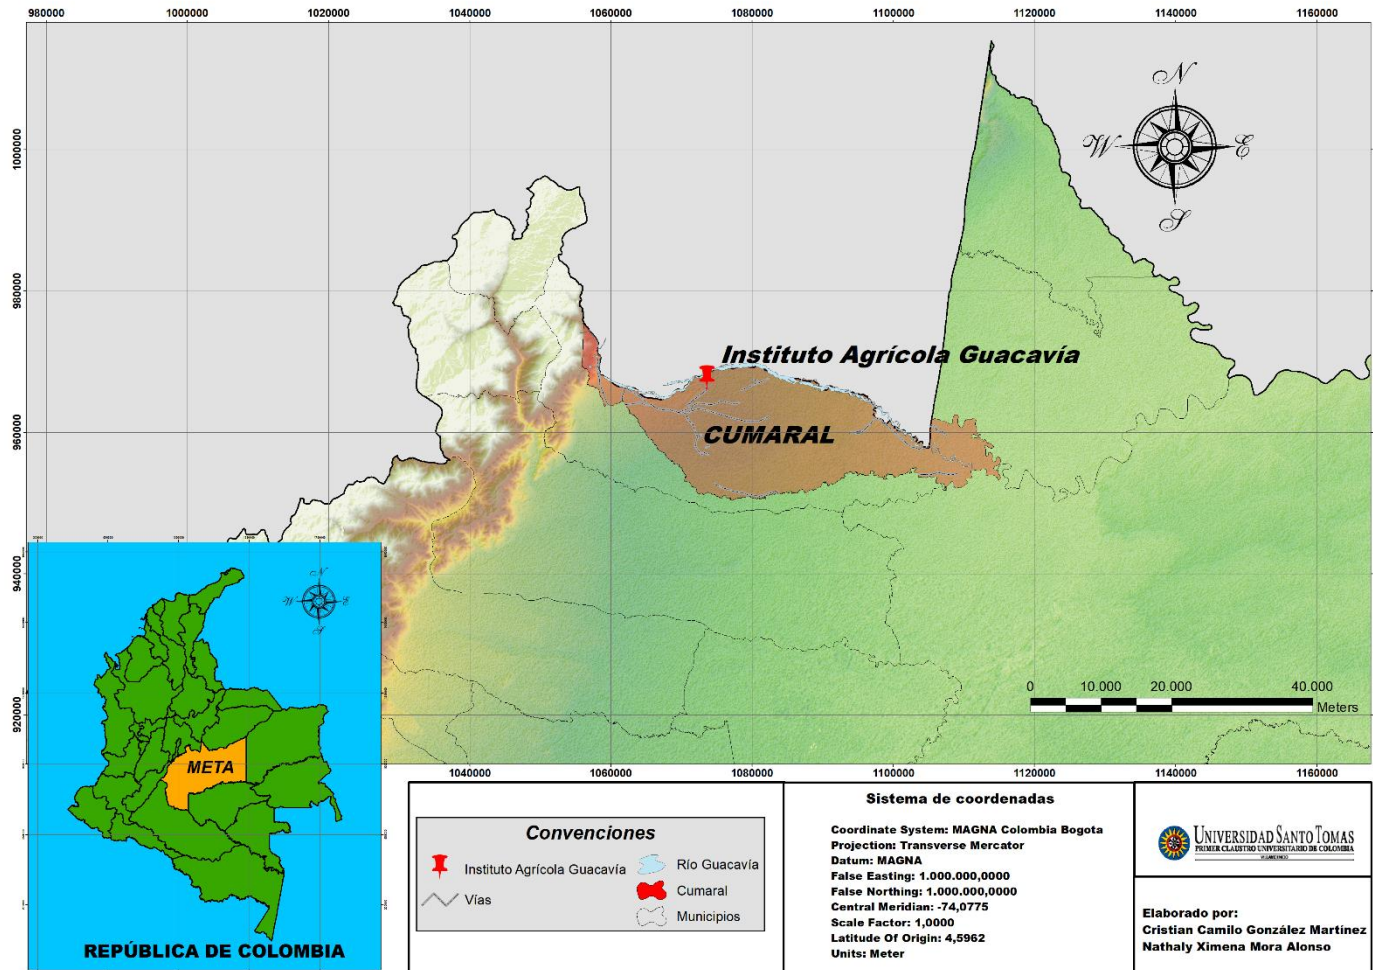 980000 1000000 1020000 1040000 1060000 1080000 1100000 1120000 1140000 1160000
1000000
980000
960000
9400000
9200000
N
W E
S
Instituto Agrícola Guacavía
CUMARAL
0 10.000 20.000 40.000
Meters
N
W E
S
META
REPÚBLICA DE COLOMBIA
1040000 1060000 1080000 1100000 1120000 1140000 1160000
Convenciones
Instituto Agrícola Guacavía
Vías
Río Guacavía
Cumaral
Municipios
Sistema de coordenadas
Coordinate System: MAGNA Colombia Bogota
Projection: Transverse Mercator
Datum: MAGNA
False Easting: 1.000.000,0000
False Northing: 1.000.000,0000
Central Meridian: -74,0775
Scale Factor: 1,0000
Latitude Of Origin: 4,5962
Units: Meter
UNIVERSIDAD SANTO TOMAS
PRIMER CLAUSTRO UNIVERSITARIO DE COLOMBIA
Elaborado por:
Cristian Camilo González Martínez
Nathaly Ximena Mora Alonso